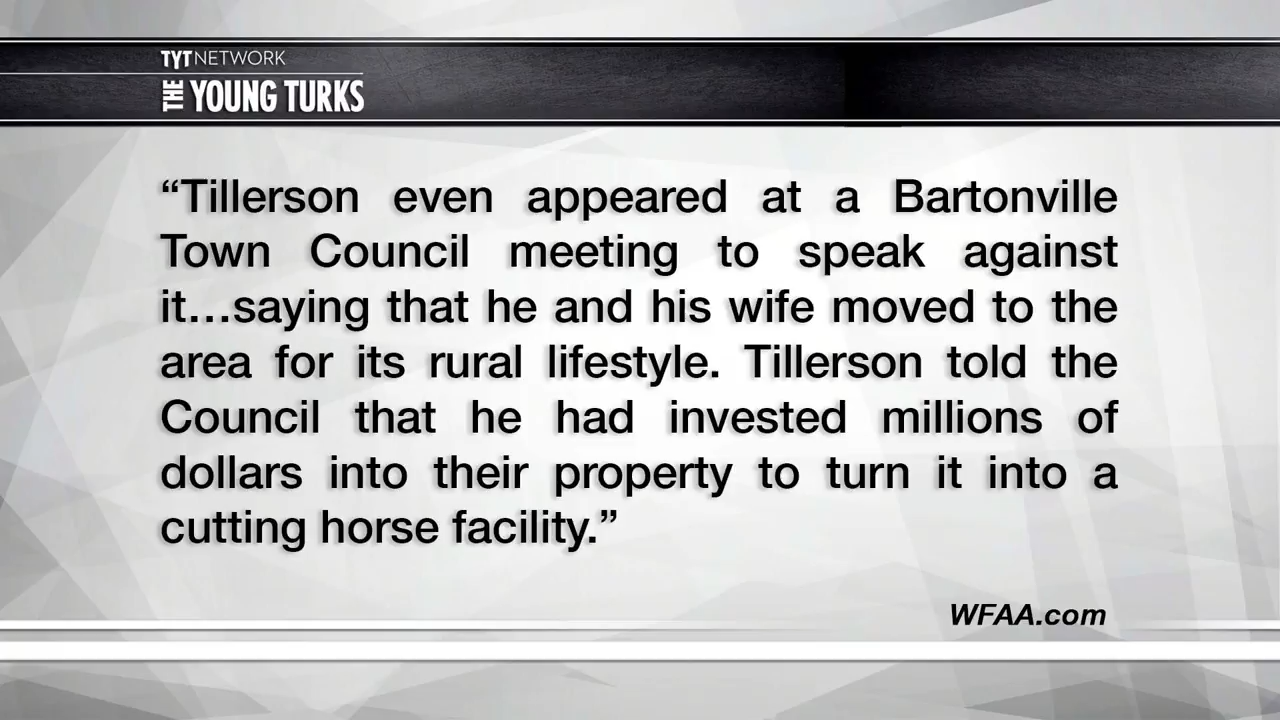 TYT NETWORK
THE YOUNG TURKS
“Tillerson even appeared at a Bartonville
Town Council meeting to speak against
it…saying that he and his wife moved to the
area for its rural lifestyle. Tillerson told the
Council that he had invested millions of
dollars into their property to turn it into a
cutting horse facility.”
WFAA.com